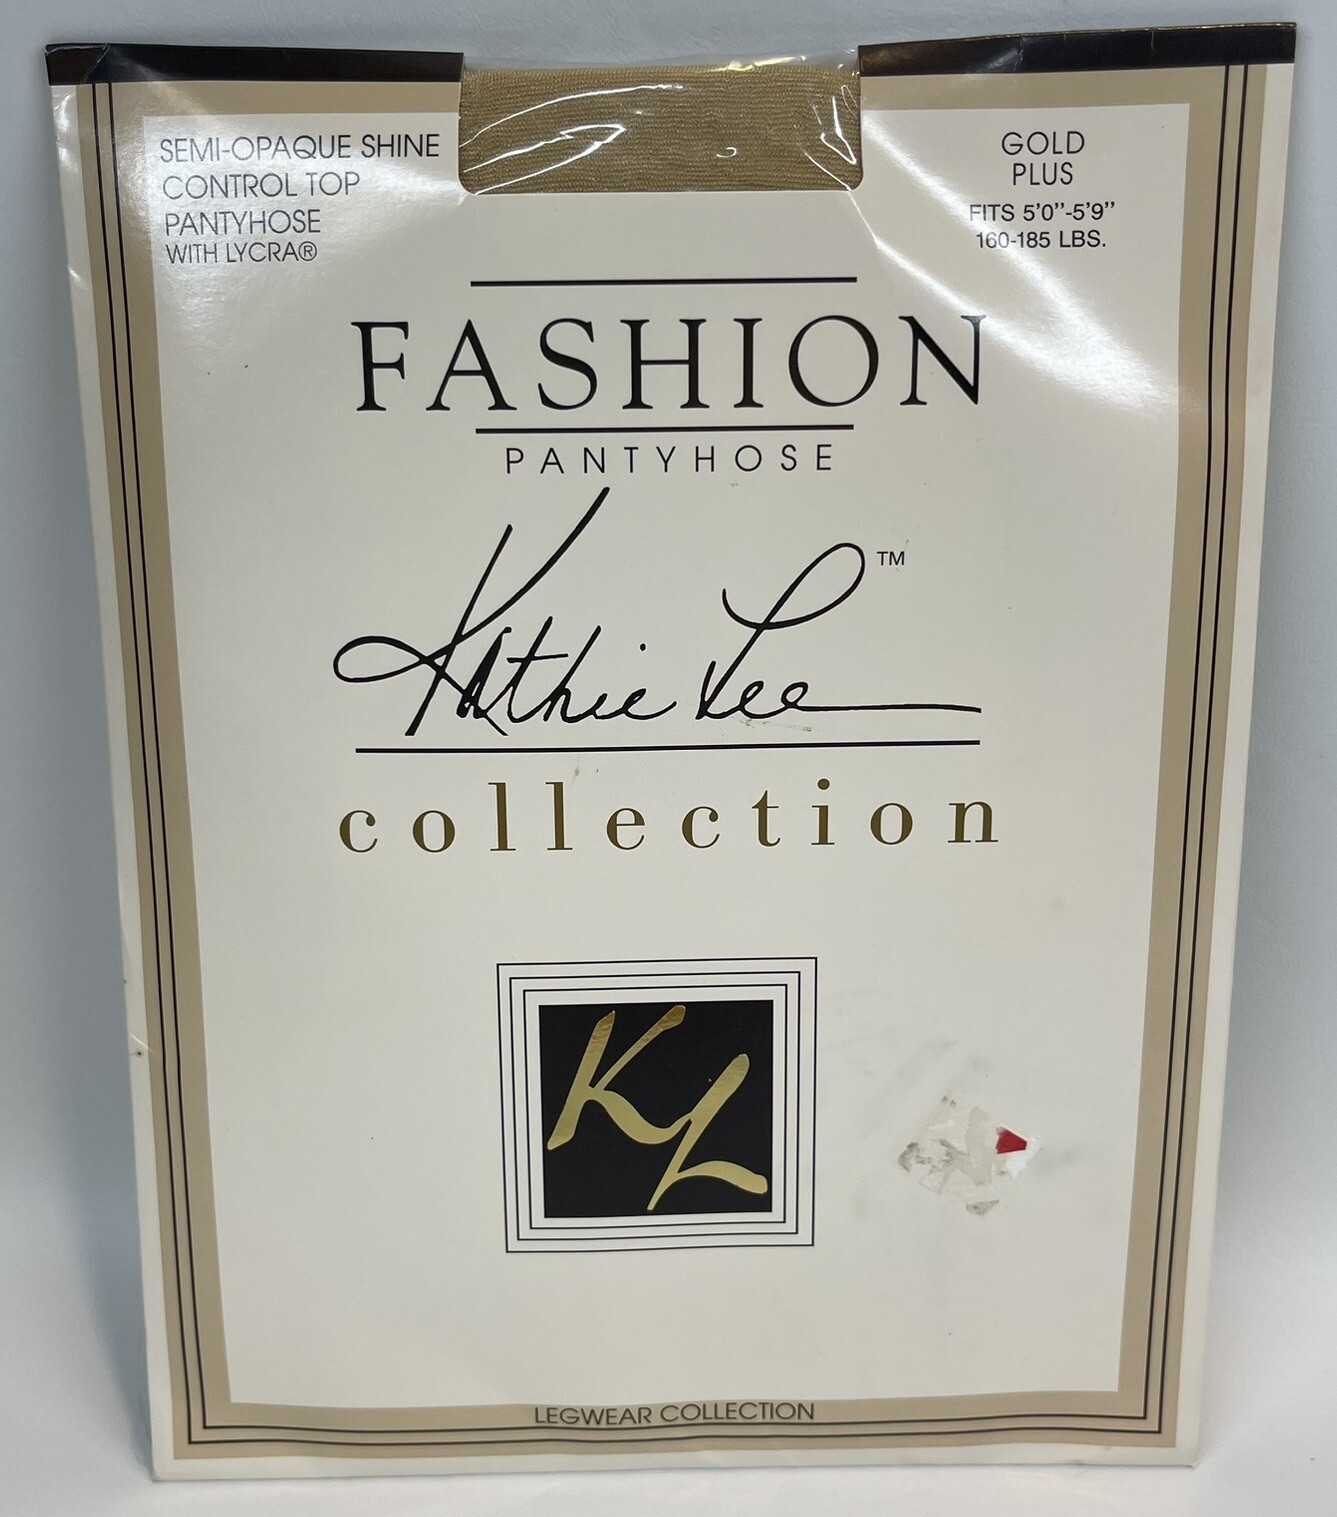 SEMI-OPAQUE SHINE
CONTROL TOP
PANTYHOSE
WITH LYCRA®
GOLD
PLUS
FITS 5'0''-5'9''
160-185 LBS.
FASHION
PANTYHOSE
Kathie Lee™
collection
KL
LEGWEAR COLLECTION